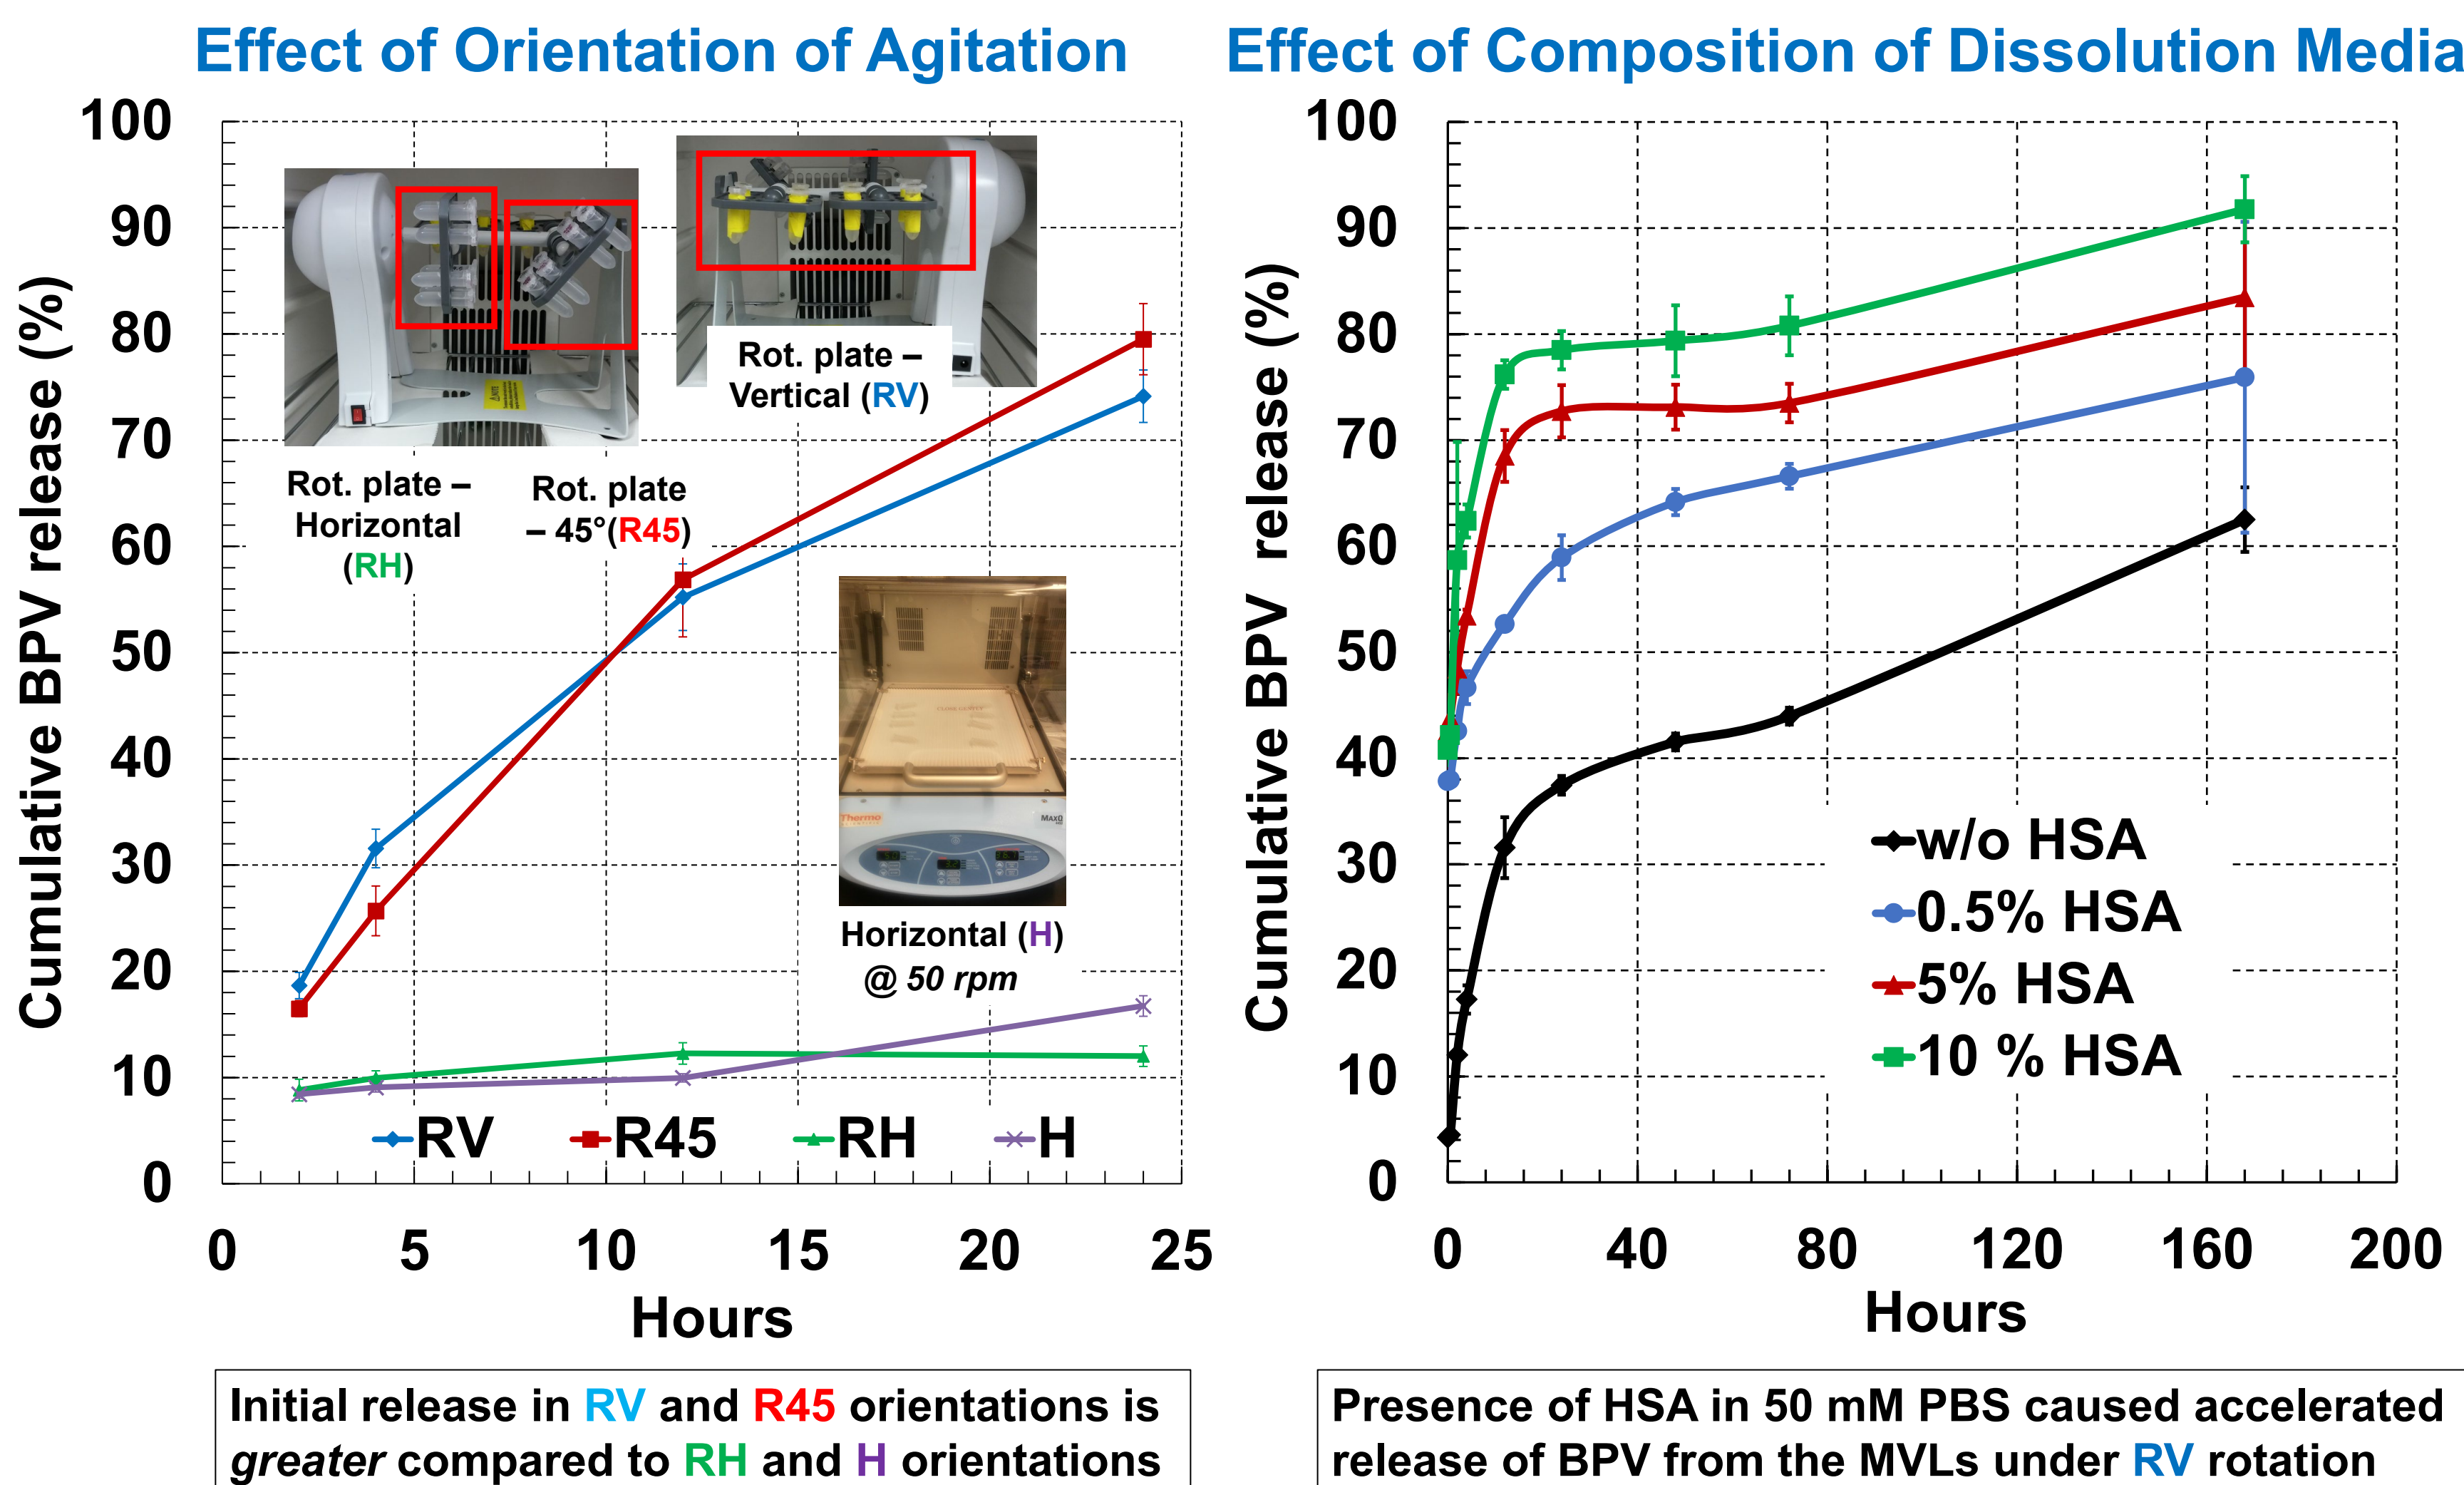 Effect of Orientation of Agitation
Cumulative BPV release (%)
100
90
80
70
60
50
40
30
20
10
0
Rot. plate –
Horizontal
(RH)
Rot. plate
– 45°(R45)
Rot. plate –
Vertical (RV)
Thermo
MAXQ
Horizontal (H)
@ 50 rpm
RV
R45
RH
H
0
5
10
15
20
25
Hours
Initial release in RV and R45 orientations is
greater compared to RH and H orientations
Effect of Composition of Dissolution Media
Cumulative BPV release (%)
100
90
80
70
60
50
40
30
20
10
0
w/o HSA
0.5% HSA
5% HSA
10 % HSA
0
40
80
120
160
200
Hours
Presence of HSA in 50 mM PBS caused accelerated
release of BPV from the MVLs under RV rotation